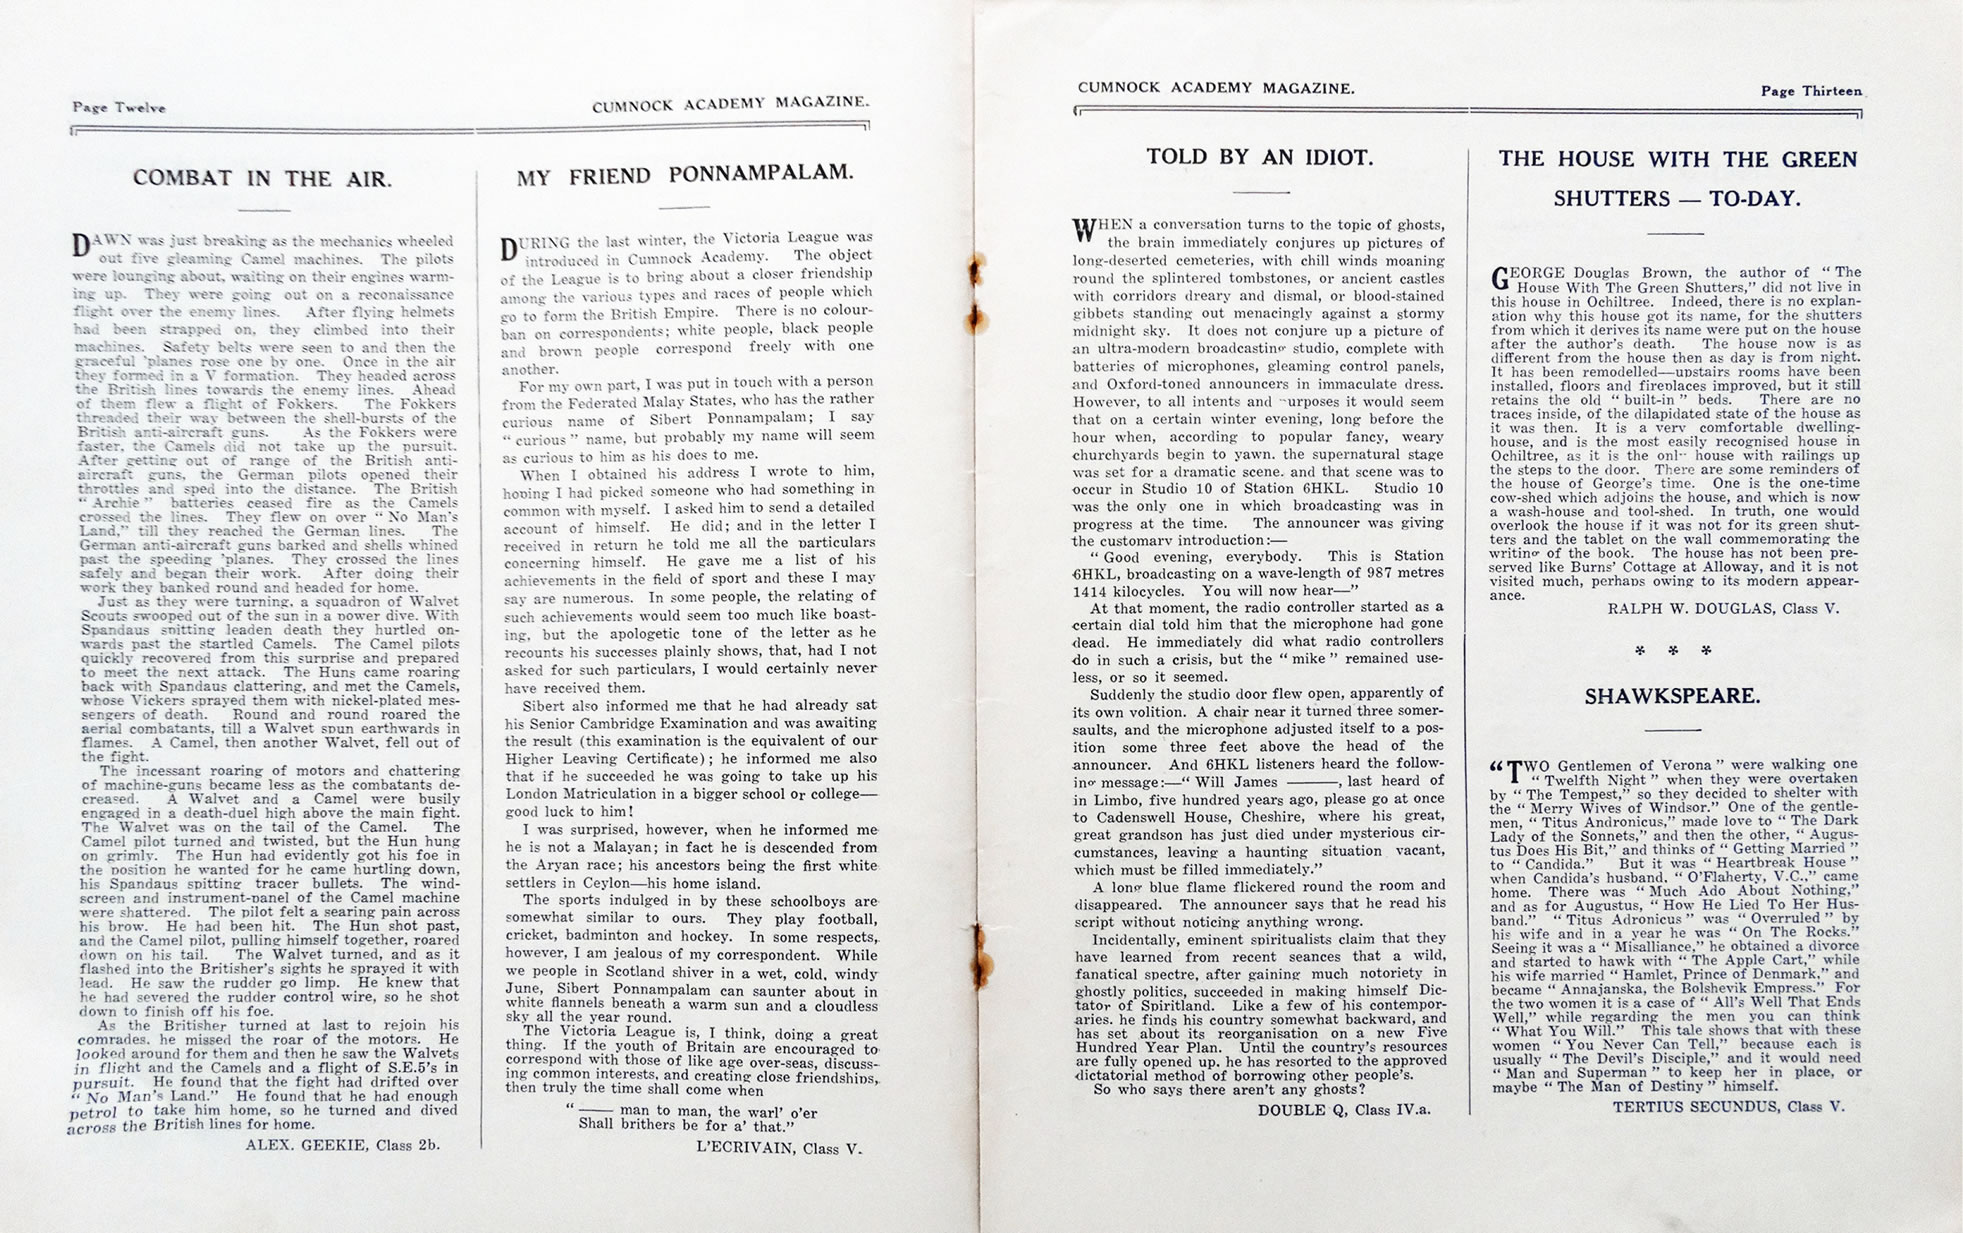 Page Twelve
CUMNOCK ACADEMY MAGAZINE.
COMBAT IN THE AIR.
DAWN was just breaking as the mechanics wheeled
out five gleaming Camel machines. The pilots
were lounging about, waiting on their engines warm-
ing up. They were going out on a reconaissance
flight over the enemy lines. After flying helmets
had been strapped on, they climbed into their
machines. Safety belts were seen to and then the
graceful 'planes rose one by one. Once in the air
they formed in a V formation. They headed across
the British lines towards the enemy lines. Ahead
of them flew a flight of Fokkers. The Fokkers
threaded their way between the shell-bursts of the
British anti-aircraft guns. As the Fokkers were
faster, the Camels did not take up the pursuit.
After getting out of range of the British anti-
aircraft guns, the German pilots opened their
throttles and sped into the distance. The British
" Archie " batteries ceased fire as the Camels
crossed the lines. They flew on over " No Man's
Land," till they reached the German lines. The
German anti-aircraft guns barked and shells whined
past the speeding 'planes. They crossed the lines
safely and began their work. After doing their
work they banked round and headed for home.
Just as they were turning, a squadron of Walvet
Scouts swooped out of the sun in a power dive. With
Spandaus spitting leaden death they hurtled on-
wards past the startled Camels. The Camel pilots
quickly recovered from this surprise and prepared
to meet the next attack. The Huns came roaring
back with Spandaus clattering, and met the Camels,
whose Vickers sprayed them with nickel-plated mes-
sengers of death. Round and round roared the
aerial combatants, till a Walvet spun earthwards in
flames. A Camel, then another Walvet, fell out of
the fight.
The incessant roaring of motors and chattering
of machine-guns became less as the combatants de-
creased. A Walvet and a Camel were busily
engaged in a death-duel high above the main fight.
The Walvet was on the tail of the Camel. The
Camel pilot turned and twisted, but the Hun hung
on grimly. The Hun had evidently got his foe in
the position he wanted for he came hurtling down,
his Spandaus spitting tracer bullets. The wind-
screen and instrument-panel of the Camel machine
were shattered. The pilot felt a searing pain across
his brow. He had been hit. The Hun shot past,
and the Camel pilot, pulling himself together, roared
down on his tail. The Walvet turned, and as it
flashed into the Britisher's sights he sprayed it with
lead. He saw the rudder go limp. He knew that
he had severed the rudder control wire, so he shot
down to finish off his foe.
As the Britisher turned at last to rejoin his
comrades, he missed the roar of the motors. He
looked around for them and then he saw the Walvets
in flight and the Camels and a flight of S.E.5's in
pursuit. He found that the fight had drifted over
" No Man's Land." He found that he had enough
petrol to take him home, so he turned and dived
across the British lines for home.
ALEX. GEEKIE, Class 2b.
MY FRIEND PONNAMPALAM.
DURING the last winter, the Victoria League was
introduced in Cumnock Academy. The object
of the League is to bring about a closer friendship
among the various types and races of people which
go to form the British Empire. There is no colour-
ban on correspondents; white people, black people
and brown people correspond freely with one
another.
For my own part, I was put in touch with a person
from the Federated Malay States, who has the rather
curious name of Sibert Ponnampalam; I say
" curious " name, but probably my name will seem
as curious to him as his does to me.
When I obtained his address I wrote to him,
hoping I had picked someone who had something in
common with myself. I asked him to send a detailed
account of himself. He did; and in the letter I
received in return he told me all the particulars
concerning himself. He gave me a list of his
achievements in the field of sport and these I may
say are numerous. In some people, the relating of
such achievements would seem too much like boast-
ing, but the apologetic tone of the letter as he
recounts his successes plainly shows, that, had I not
asked for such particulars, I would certainly never
have received them.
Sibert also informed me that he had already sat
his Senior Cambridge Examination and was awaiting
the result (this examination is the equivalent of our
Higher Leaving Certificate) ; he informed me also
that if he succeeded he was going to take up his
London Matriculation in a bigger school or college—
good luck to him!
I was surprised, however, when he informed me
he is not a Malayan; in fact he is descended from
the Aryan race; his ancestors being the first white
settlers in Ceylon—his home island.
The sports indulged in by these schoolboys are
somewhat similar to ours. They play football,
cricket, badminton and hockey. In some respects,
however, I am jealous of my correspondent. While
we people in Scotland shiver in a wet, cold, windy
June, Sibert Ponnampalam can saunter about in
white flannels beneath a warm sun and a cloudless
sky all the year round.
The Victoria League is, I think, doing a great
thing. If the youth of Britain are encouraged to
correspond with those of like age over-seas, discuss-
ing common interests, and creating close friendships,
then truly the time shall come when
" —— man to man, the warl' o'er
Shall brithers be for a' that."
L'ECRIVAIN, Class V.
CUMNOCK ACADEMY MAGAZINE.
Page Thirteen
TOLD BY AN IDIOT.
WHEN a conversation turns to the topic of ghosts,
the brain immediately conjures up pictures of
long-deserted cemeteries, with chill winds moaning
round the splintered tombstones, or ancient castles
with corridors dreary and dismal, or blood-stained
gibbets standing out menacingly against a stormy
midnight sky. It does not conjure up a picture of
an ultra-modern broadcasting studio, complete with
batteries of microphones, gleaming control panels,
and Oxford-toned announcers in immaculate dress.
However, to all intents and purposes it would seem
that on a certain winter evening, long before the
hour when, according to popular fancy, weary
churchyards begin to yawn. the supernatural stage
was set for a dramatic scene. and that scene was to
occur in Studio 10 of Station 6HKL. Studio 10
was the only one in which broadcasting was in
progress at the time. The announcer was giving
the customary introduction:—
" Good evening, everybody. This is Station
6HKL, broadcasting on a wave-length of 987 metres
1414 kilocycles. You will now hear—"
At that moment, the radio controller started as a
certain dial told him that the microphone had gone
dead. He immediately did what radio controllers
do in such a crisis, but the " mike " remained use-
less, or so it seemed.
Suddenly the studio door flew open, apparently of
its own volition. A chair near it turned three somer-
saults, and the microphone adjusted itself to a pos-
ition some three feet above the head of the
announcer. And 6HKL listeners heard the follow-
ing message:—" Will James ———, last heard of
in Limbo, five hundred years ago, please go at once
to Cadenswell House, Cheshire, where his great,
great grandson has just died under mysterious cir-
cumstances, leaving a haunting situation vacant,
which must be filled immediately."
A long blue flame flickered round the room and
disappeared. The announcer says that he read his
script without noticing anything wrong.
Incidentally, eminent spiritualists claim that they
have learned from recent seances that a wild,
fanatical spectre, after gaining much notoriety in
ghostly politics, succeeded in making himself Dic-
tator of Spiritland. Like a few of his contempor-
aries. he finds his country somewhat backward, and
has set about its reorganisation on a new Five
Hundred Year Plan. Until the country's resources
are fully opened up. he has resorted to the approved
dictatorial method of borrowing other people's.
So who says there aren't any ghosts?
DOUBLE Q, Class IV.a.
THE HOUSE WITH THE GREEN
SHUTTERS — TO-DAY.
GEORGE Douglas Brown, the author of " The
House With The Green Shutters," did not live in
this house in Ochiltree. Indeed, there is no explan-
ation why this house got its name, for the shutters
from which it derives its name were put on the house
after the author's death. The house now is as
different from the house then as day is from night.
It has been remodelled—upstairs rooms have been
installed, floors and fireplaces improved, but it still
retains the old " built-in " beds. There are no
traces inside, of the dilapidated state of the house as
it was then. It is a very comfortable dwelling-
house, and is the most easily recognised house in
Ochiltree, as it is the only house with railings up
the steps to the door. There are some reminders of
the house of George's time. One is the one-time
cow-shed which adjoins the house, and which is now
a wash-house and tool-shed. In truth, one would
overlook the house if it was not for its green shut-
ters and the tablet on the wall commemorating the
writing of the book. The house has not been pre-
served like Burns' Cottage at Alloway, and it is not
visited much, perhaps owing to its modern appear-
ance.
RALPH W. DOUGLAS, Class V.
* * *
SHAWKSPEARE.
" TWO Gentlemen of Verona " were walking one
" Twelfth Night " when they were overtaken
by " The Tempest," so they decided to shelter with
the " Merry Wives of Windsor." One of the gentle-
men, " Titus Andronicus," made love to " The Dark
Lady of the Sonnets," and then the other, " Augus-
tus Does His Bit," and thinks of " Getting Married "
to " Candida." But it was " Heartbreak House "
when Candida's husband. " O'Flaherty, V.C.," came
home. There was " Much Ado About Nothing,"
and as for Augustus, " How He Lied To Her Hus-
band." " Titus Adronicus " was " Overruled " by
his wife and in a year he was " On The Rocks."
Seeing it was a " Misalliance," he obtained a divorce
and started to hawk with " The Apple Cart," while
his wife married " Hamlet, Prince of Denmark," and
became " Annajanska, the Bolshevik Empress." For
the two women it is a case of " All's Well That Ends
Well," while regarding the men you can think
" What You Will." This tale shows that with these
women " You Never Can Tell," because each is
usually " The Devil's Disciple," and it would need
" Man and Superman " to keep her in place, or
maybe " The Man of Destiny " himself.
TERTIUS SECUNDUS, Class V.